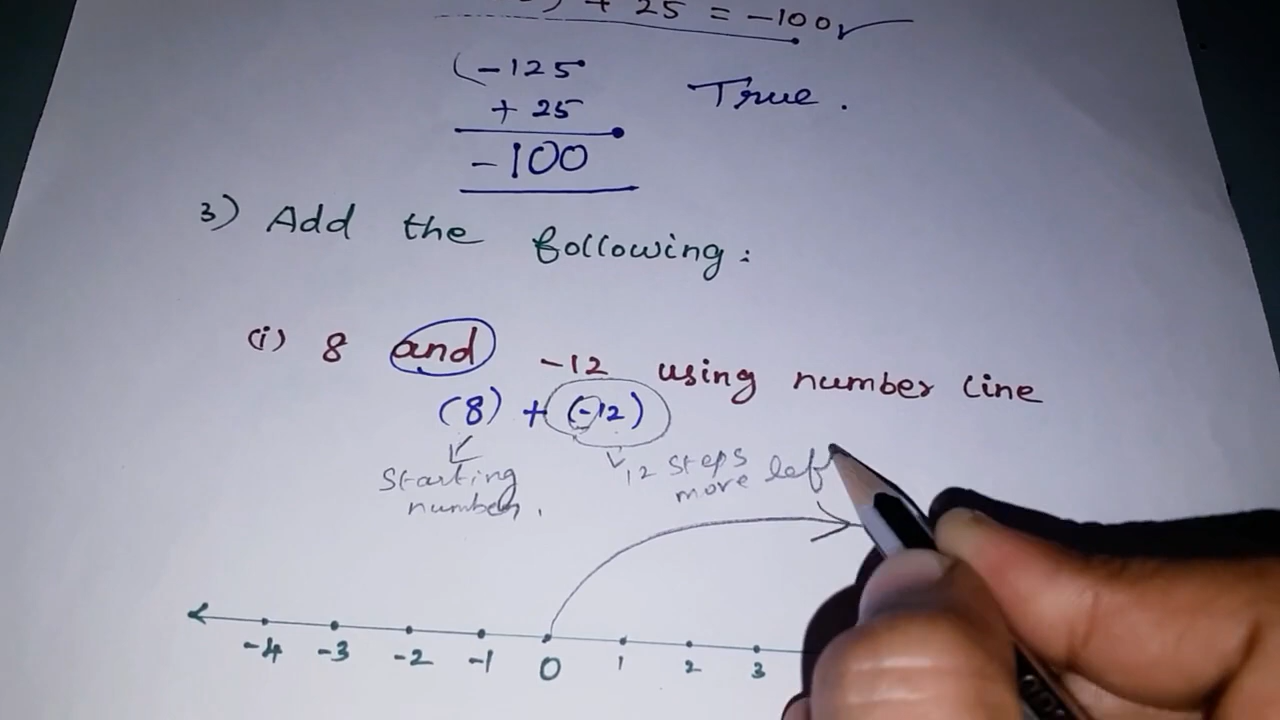 ) + 25 = -100
(-125
+ 25
-100
True.
3) Add the following:
(i) 8 and -12 using number line
(8) + (-12)
Starting
number.
12 steps
more lef
-4 -3 -2 -1 0 1 2 3